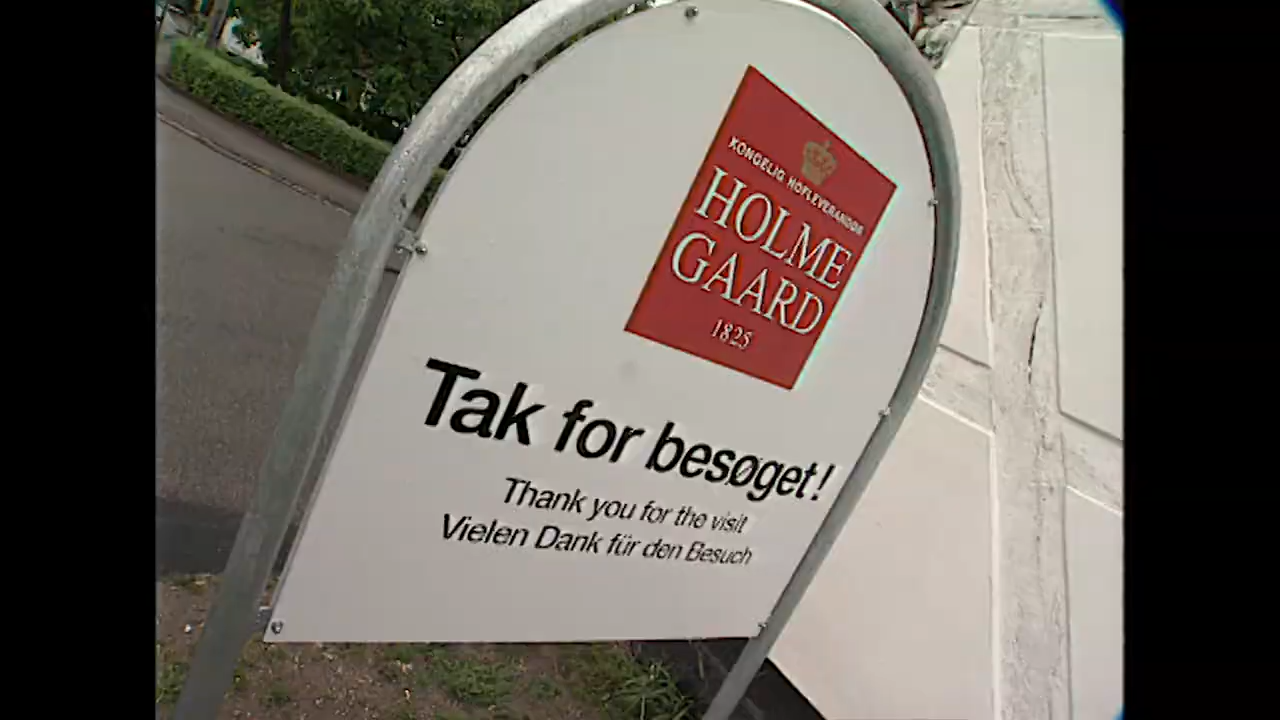 KONGELIG HOFLEVERANDØR
HOLME
GAARD
1825
Tak for besøget!
Thank you for the visit
Vielen Dank für den Besuch